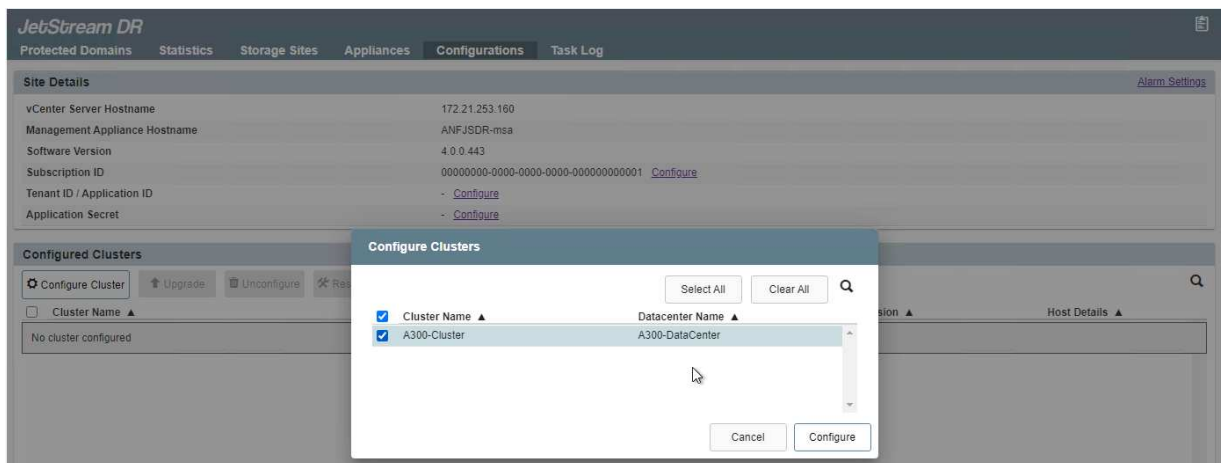 JetStream DR
Protected Domains Statistics Storage Sites Appliances Configurations Task Log
Site Details Alarm Settings
vCenter Server Hostname 172.21.253.160
Management Appliance Hostname ANFJSDR-msa
Software Version 4.0.0.443
Subscription ID 00000000-0000-0000-0000-000000000001 Configure
Tenant ID / Application ID - Configure
Application Secret - Configure
Configured Clusters
Configure Cluster Upgrade Unconfigure Res
Cluster Name ▲ sion ▲ Host Details ▲
No cluster configured
Configure Clusters
Select All Clear All
Cluster Name ▲ Datacenter Name ▲
A300-Cluster A300-DataCenter
Cancel Configure